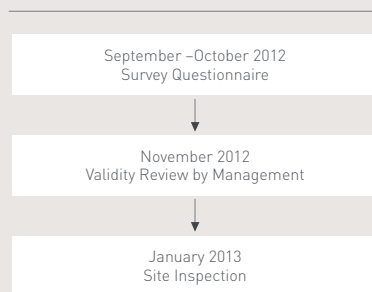 September –October 2012
Survey Questionnaire
November 2012
Validity Review by Management
January 2013
Site Inspection